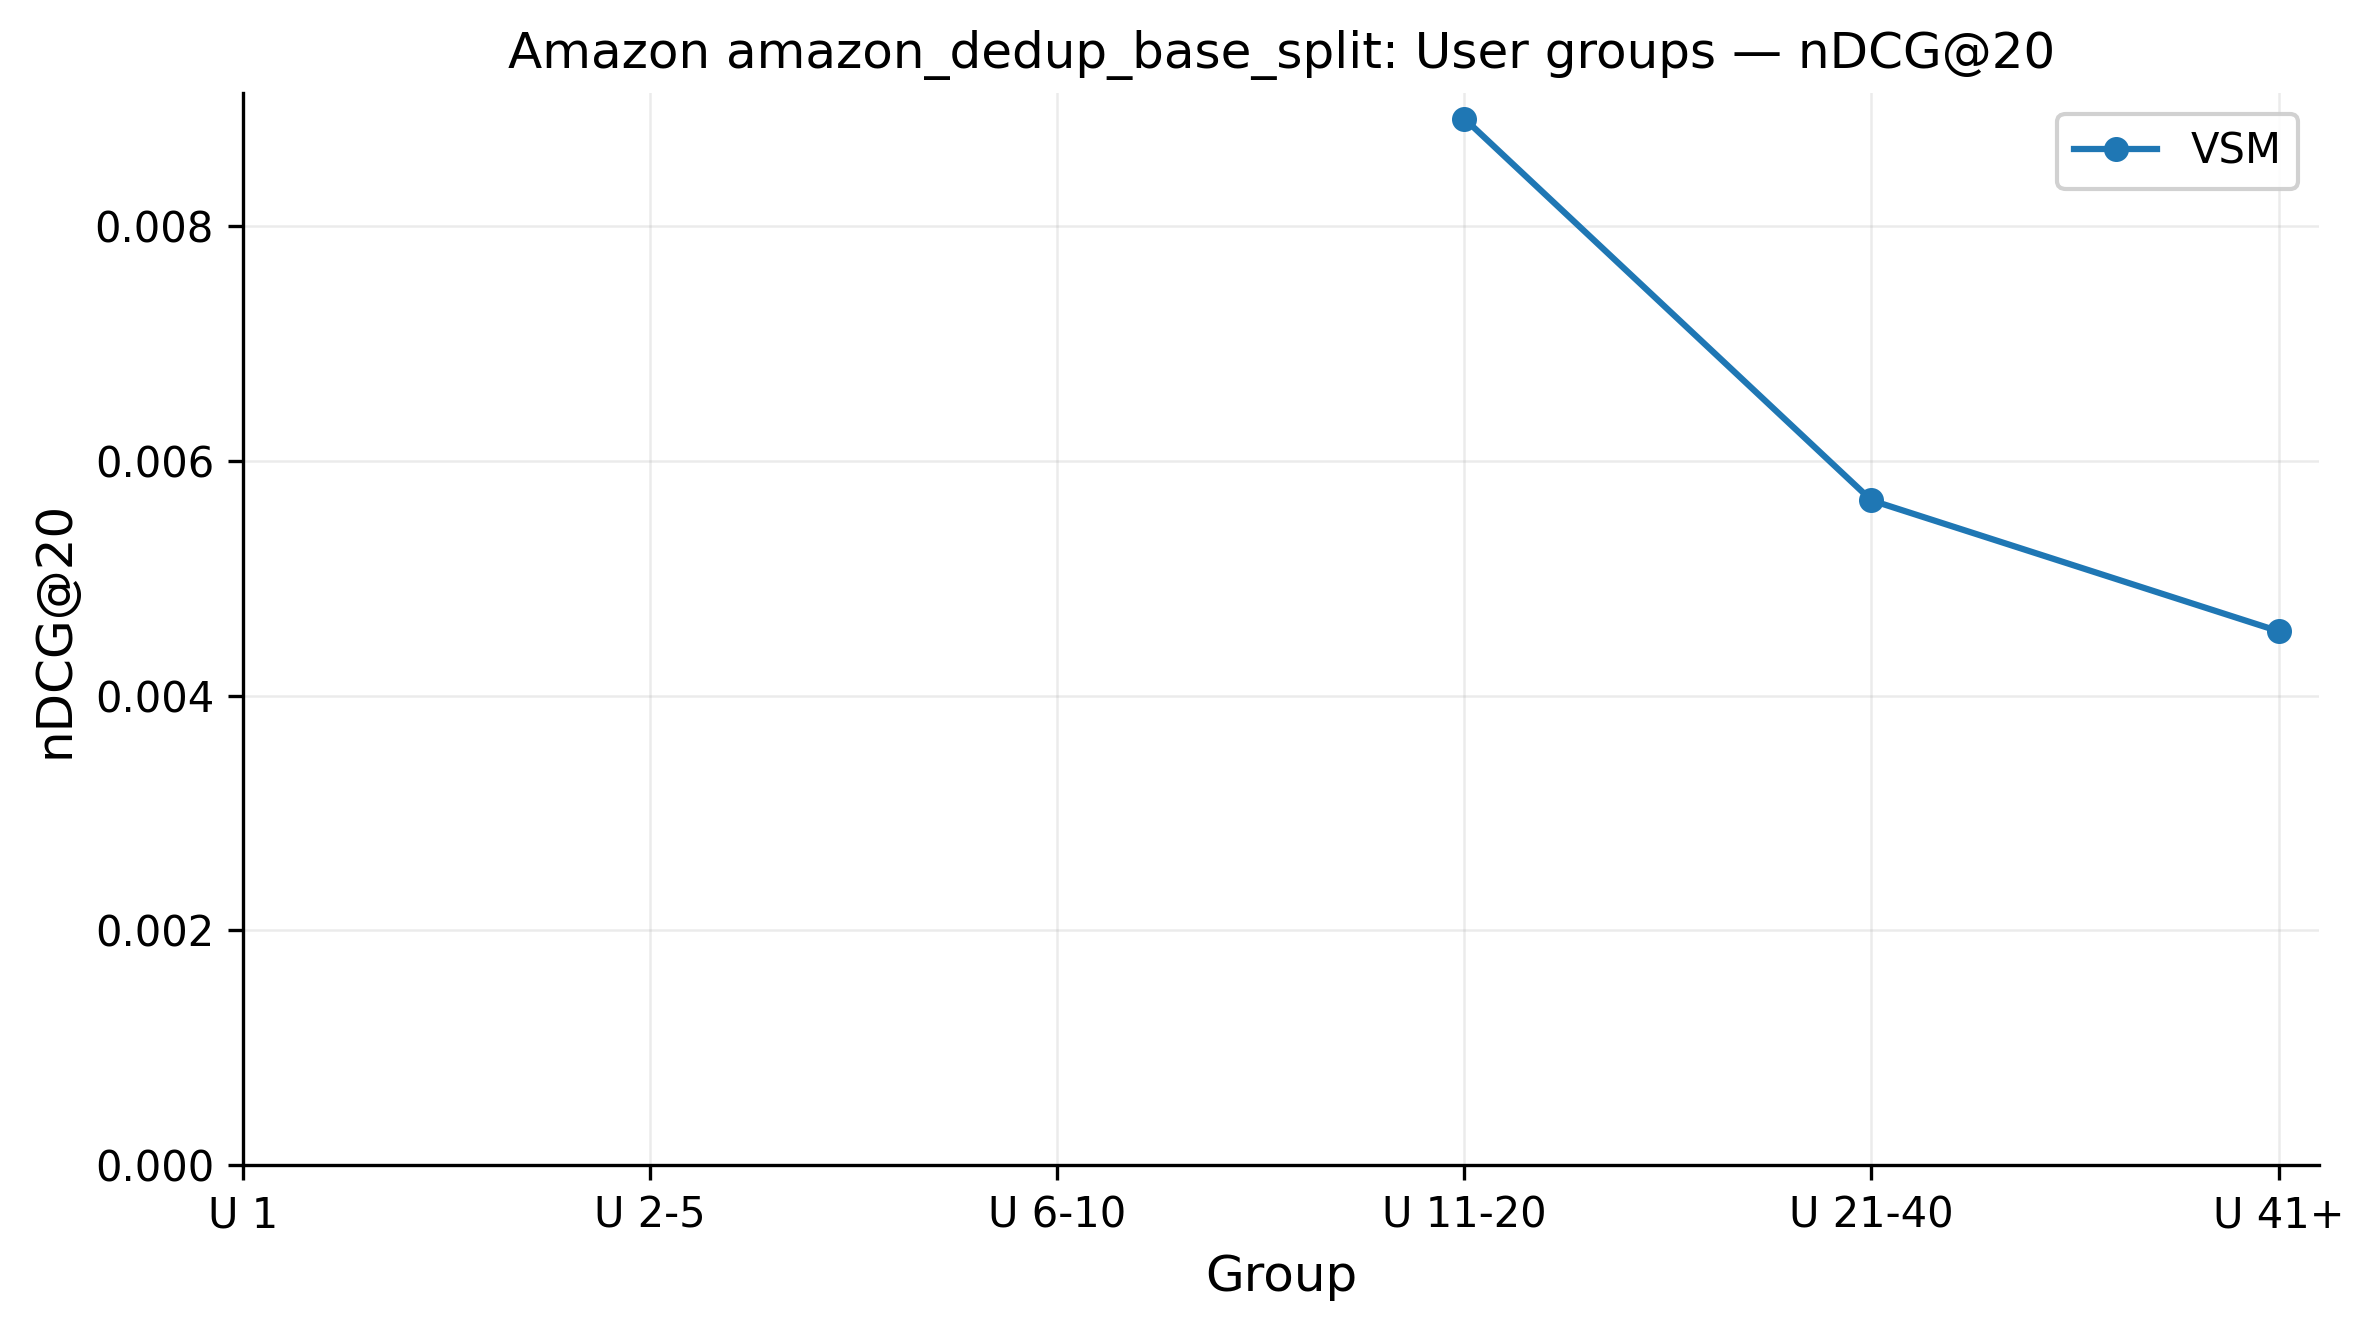 Amazon amazon_dedup_base_split: User groups — nDCG@20
VSM
nDCG@20
0.008
0.006
0.004
0.002
0.000
U 1
U 2-5
U 6-10
U 11-20
U 21-40
U 41+
Group